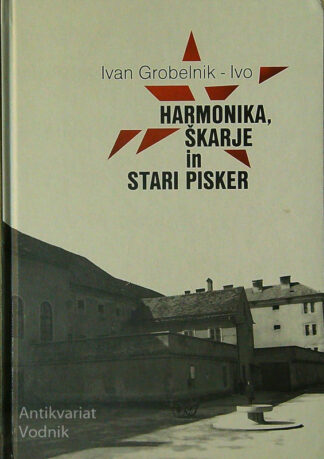 Ivan Grobelnik - Ivo
HARMONIKA,
ŠKARJE
in
STARI PISKER
Antikvariat
Vodnik